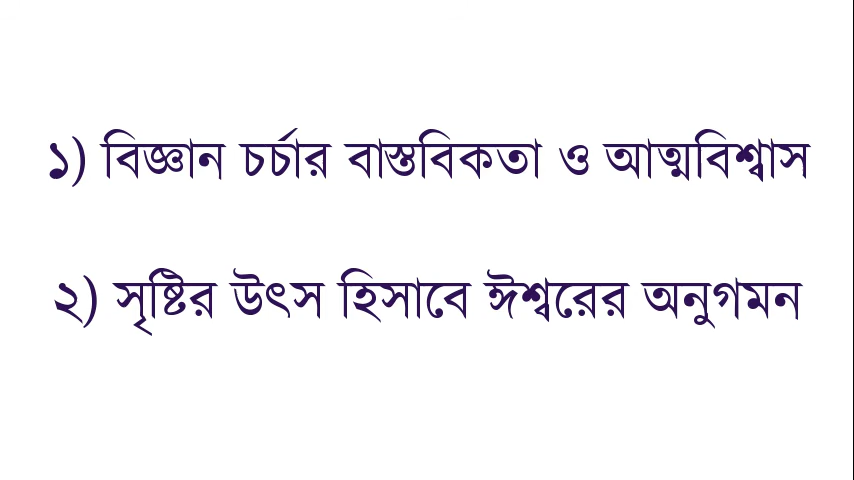 ১) বিজ্ঞান চর্চার বাস্তবিকতা ও আত্মবিশ্বাস
২) সৃষ্টির উৎস হিসাবে ঈশ্বরের অনুগমন